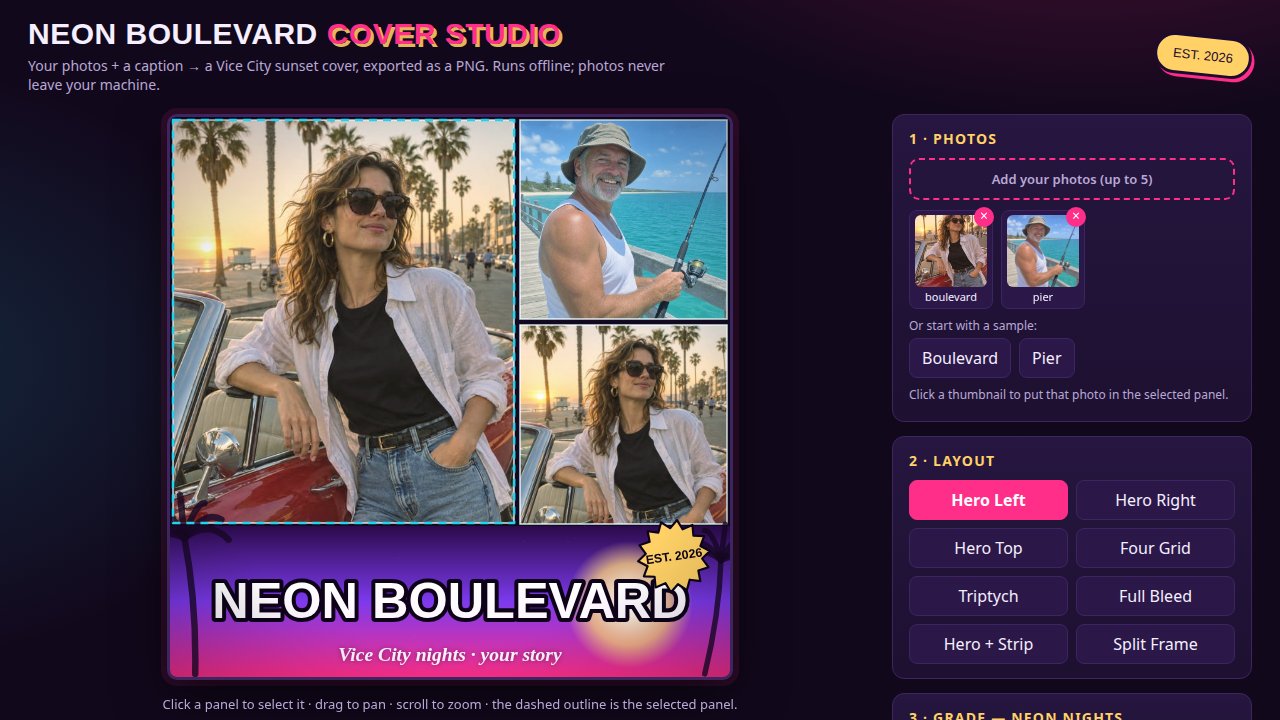 NEON BOULEVARD COVER STUDIO
Your photos + a caption → a Vice City sunset cover, exported as a PNG. Runs offline; photos never
leave your machine.
EST. 2026
EST. 2026
NEON BOULEVARD
Vice City nights · your story
Click a panel to select it · drag to pan · scroll to zoom · the dashed outline is the selected panel.
1 · PHOTOS
Add your photos (up to 5)
×
×
boulevard
pier
Or start with a sample:
Boulevard
Pier
Click a thumbnail to put that photo in the selected panel.
2 · LAYOUT
Hero Left
Hero Right
Hero Top
Four Grid
Triptych
Full Bleed
Hero + Strip
Split Frame
3 · GRADE — NEON NIGHTS